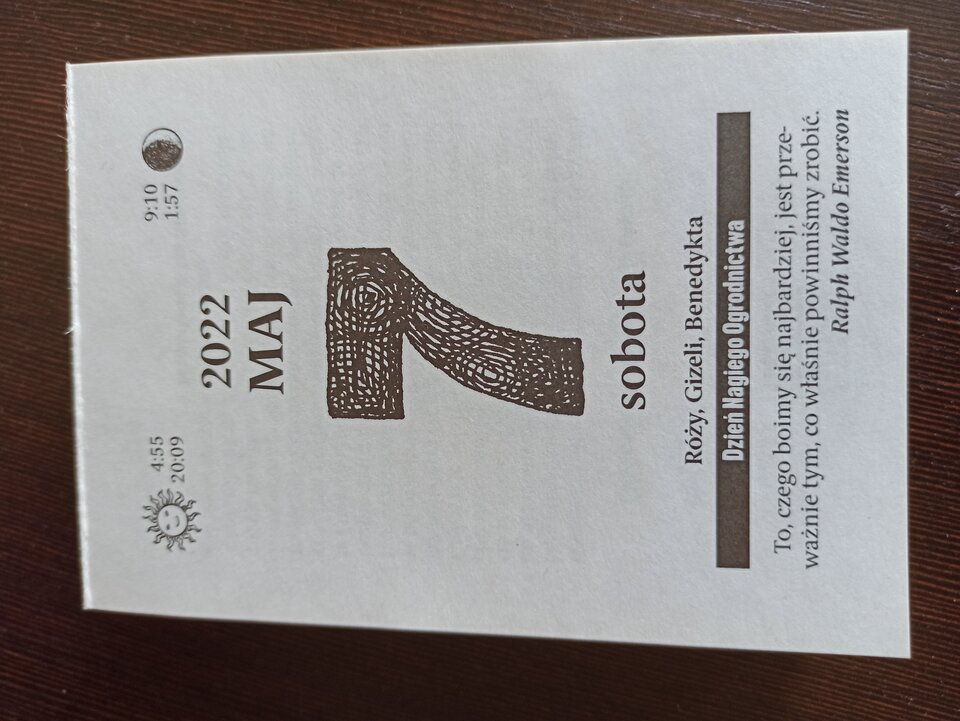 4:55
20:09
9:10
1:57
2022
MAJ
7
sobota
Róży, Gizeli, Benedykta
Dzień Nagiego Ogrodnictwa
To, czego boimy się najbardziej, jest prze-
ważnie tym, co właśnie powinniśmy zrobić.
Ralph Waldo Emerson